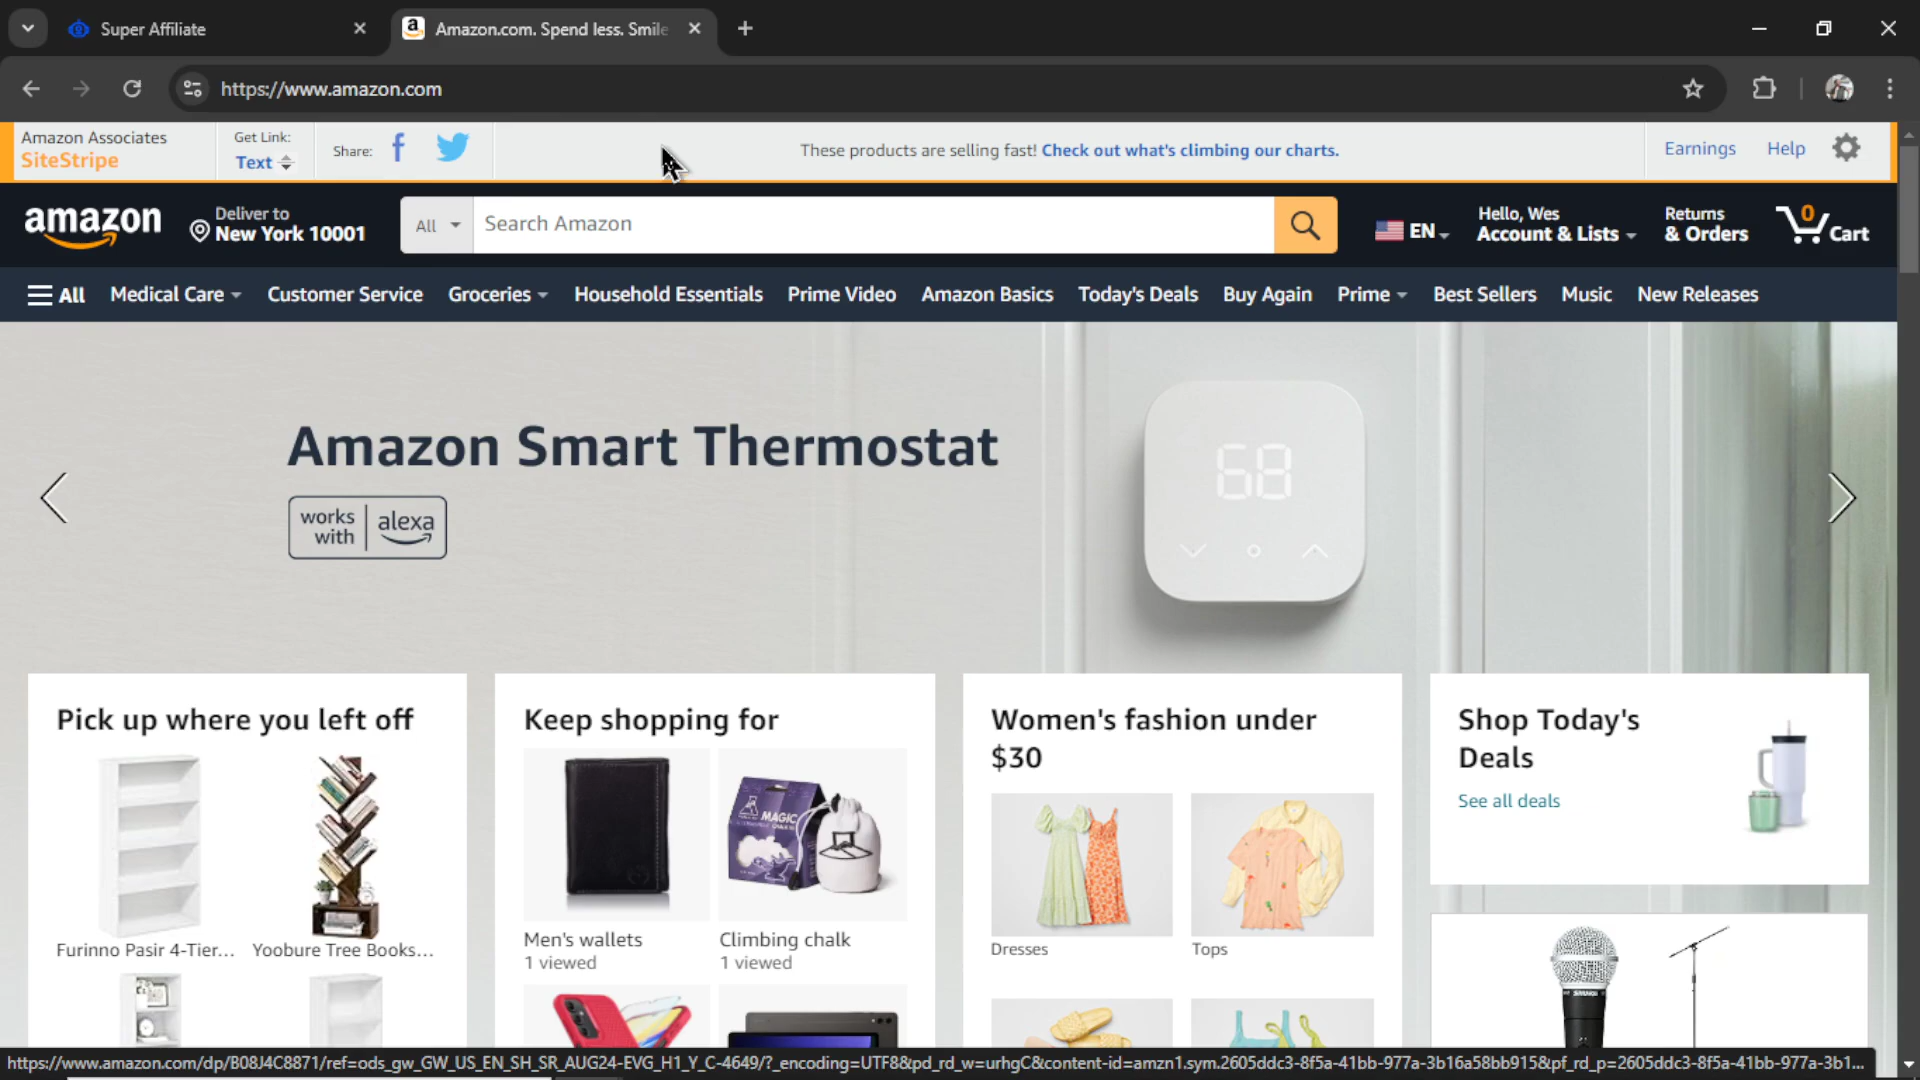 Super Affiliate
Amazon.com. Spend less. Smile
https://www.amazon.com
Amazon Associates
SiteStripe
Get Link:
Text
Share:
These products are selling fast! Check out what's climbing our charts.
Earnings
Help
amazon
Deliver to
New York 10001
All
Search Amazon
EN
Hello, Wes
Account & Lists
Returns
& Orders
0
Cart
All
Medical Care
Customer Service
Groceries
Household Essentials
Prime Video
Amazon Basics
Today's Deals
Buy Again
Prime
Best Sellers
Music
New Releases
Amazon Smart Thermostat
works
with
alexa
68
Pick up where you left off
Furinno Pasir 4-Tier...
Yoobure Tree Books...
Keep shopping for
MAGIC
Men's wallets
1 viewed
Climbing chalk
1 viewed
Women's fashion under
$30
Dresses
Tops
Shop Today's
Deals
See all deals
SHURE
https://www.amazon.com/dp/B08J4C8871/ref=ods_gw_GW_US_EN_SH_SR_AUG24-EVG_H1_Y_C-4649/?_encoding=UTF8&pd_rd_w=urhgC&content-id=amzn1.sym.2605ddc3-8f5a-41bb-977a-3b16a58bb915&pf_rd_p=2605ddc3-8f5a-41bb-977a-3b1...